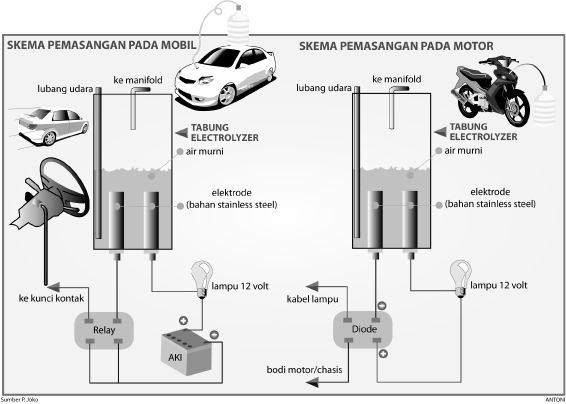 SKEMA PEMASANGAN PADA MOBIL
lubang udara
ke manifold
TABUNG
ELECTROLYZER
air murni
elektrode
(bahan stainless steel)
lampu 12 volt
ke kunci kontak
Relay
AKI
SKEMA PEMASANGAN PADA MOTOR
lubang udara
ke manifold
TABUNG
ELECTROLYZER
air murni
elektrode
(bahan stainless steel)
lampu 12 volt
kabel lampu
Diode
bodi motor/chasis
Sumber P. Joko
ANTONI